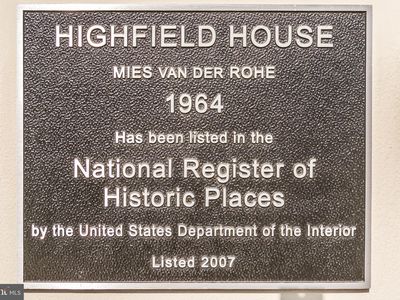 HIGHFIELD HOUSE
MIES VAN DER ROHE
1964
Has been listed in the
National Register of
Historic Places
by the United States Department of the Interior
Listed 2007
MLS